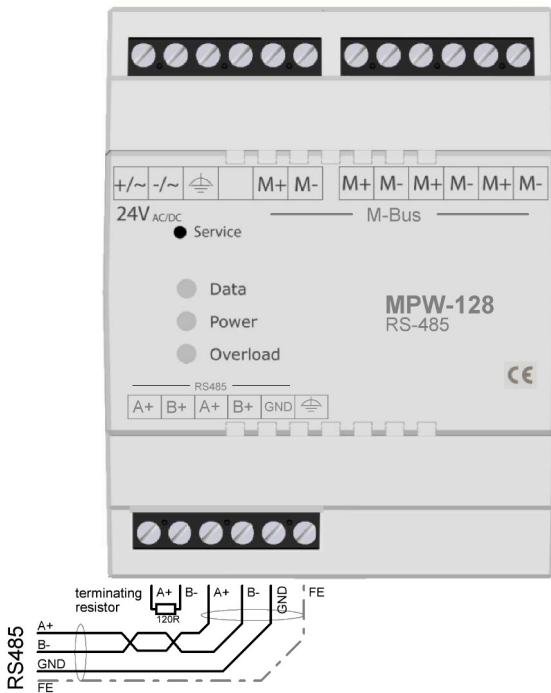 +/~ -/~ M+ M- M+ M- M+ M- M+ M-
24V AC/DC M-Bus
Service
Data
Power
Overload
MPW-128
RS-485
CE
RS485
A+ B+ A+ B+ GND
terminating
resistor
A+ B- A+ B- GND FE
120R
RS485
A+
B-
GND
FE